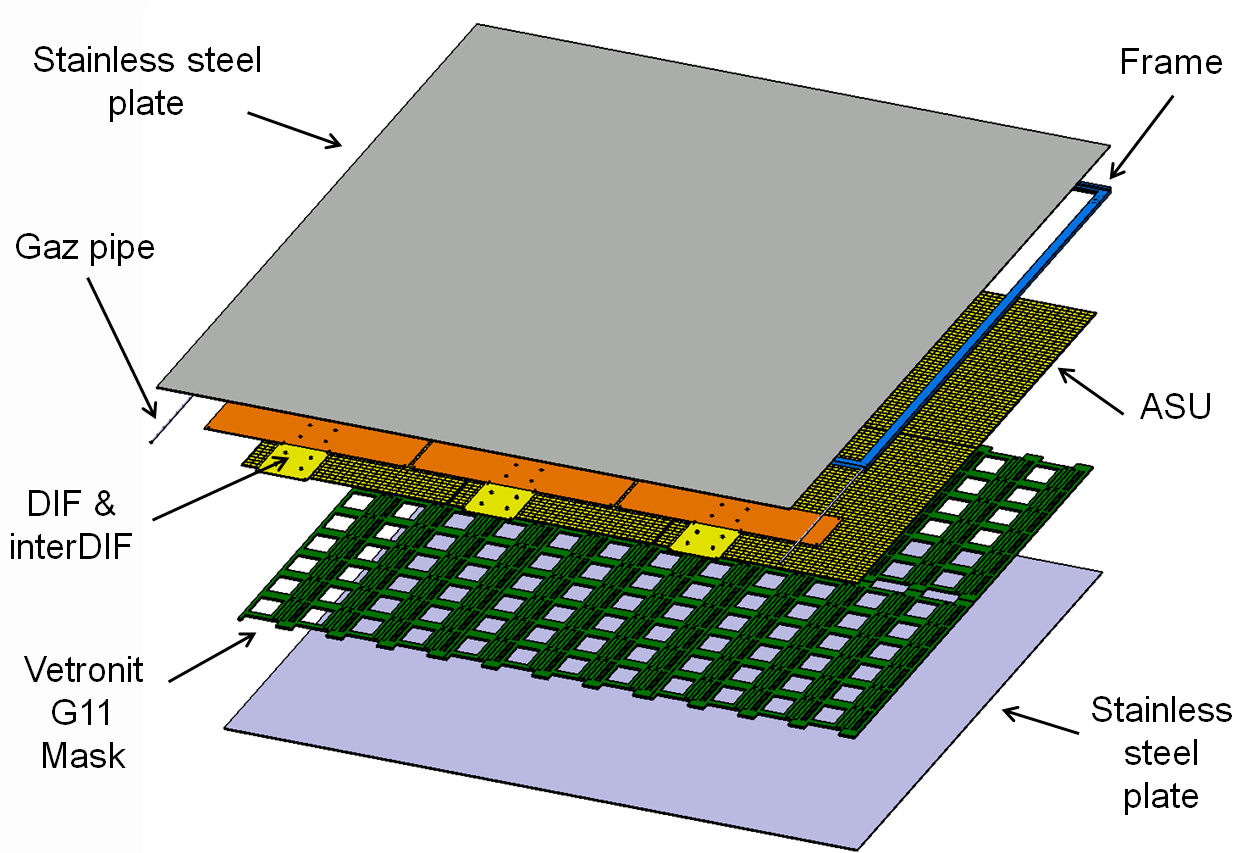 Stainless steel
plate
Frame
Gaz pipe
ASU
DIF &
interDIF
Vetronit
G11
Mask
Stainless
steel
plate